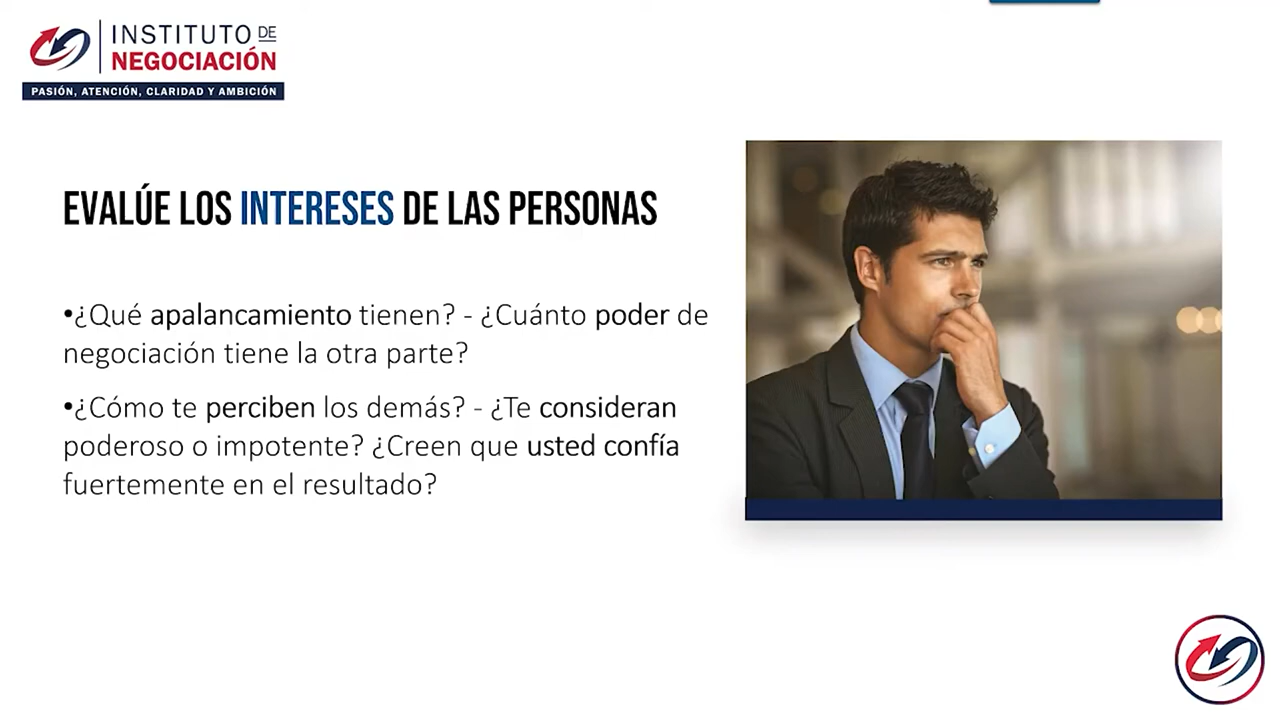 INSTITUTO DE
NEGOCIACIÓN
PASIÓN, ATENCIÓN, CLARIDAD Y AMBICIÓN
EVALÚE LOS INTERESES DE LAS PERSONAS
•¿Qué apalancamiento tienen? - ¿Cuánto poder de
negociación tiene la otra parte?
•¿Cómo te perciben los demás? - ¿Te consideran
poderoso o impotente? ¿Creen que usted confía
fuertemente en el resultado?